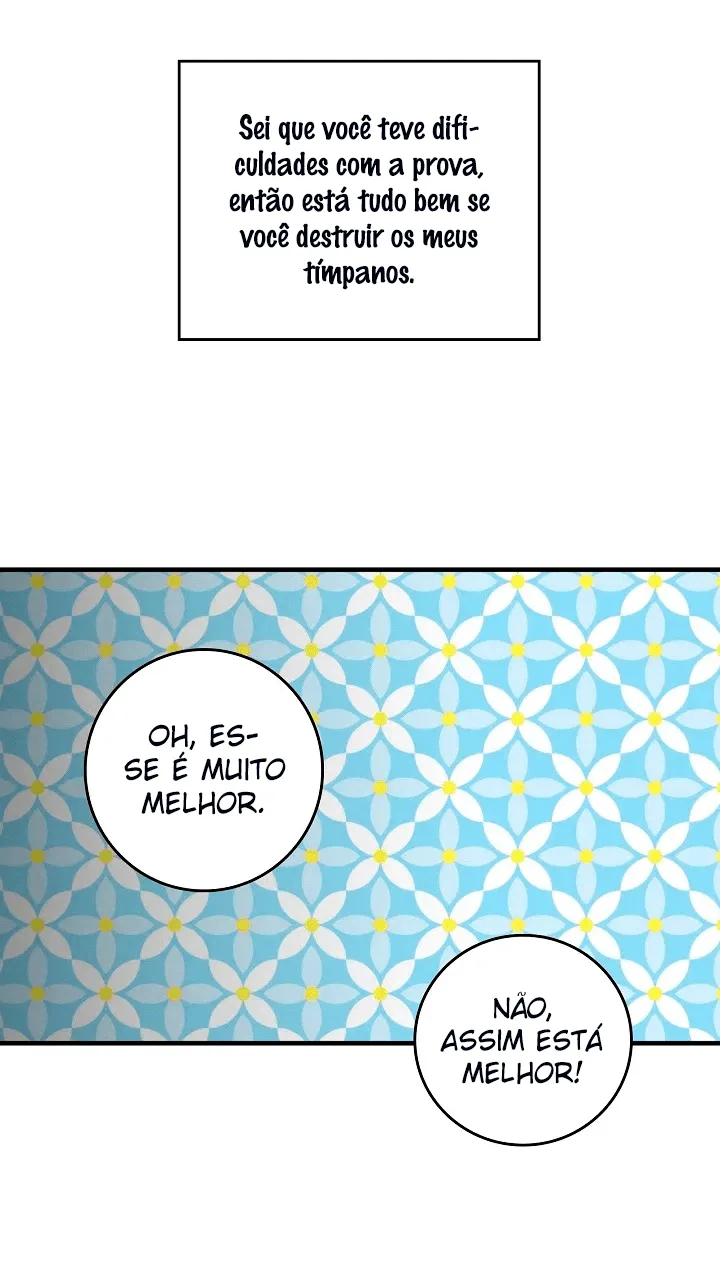 Sei que você teve difi-
culdades com a prova,
então está tudo bem se
você destruir os meus
tímpanos.
OH, ES-
SE É MUITO
MELHOR.
NÃO,
ASSIM ESTÁ
MELHOR!